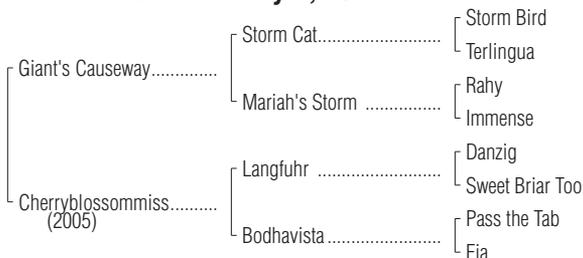 Storm Bird
Storm Cat..............................
Terlingua
Giant's Causeway................
Rahy
Mariah's Storm ..................
Immense
Danzig
Langfuhr ..............................
Sweet Briar Too
Cherryblossommiss...........
(2005)
Pass the Tab
Bodhavista...........................
Eia